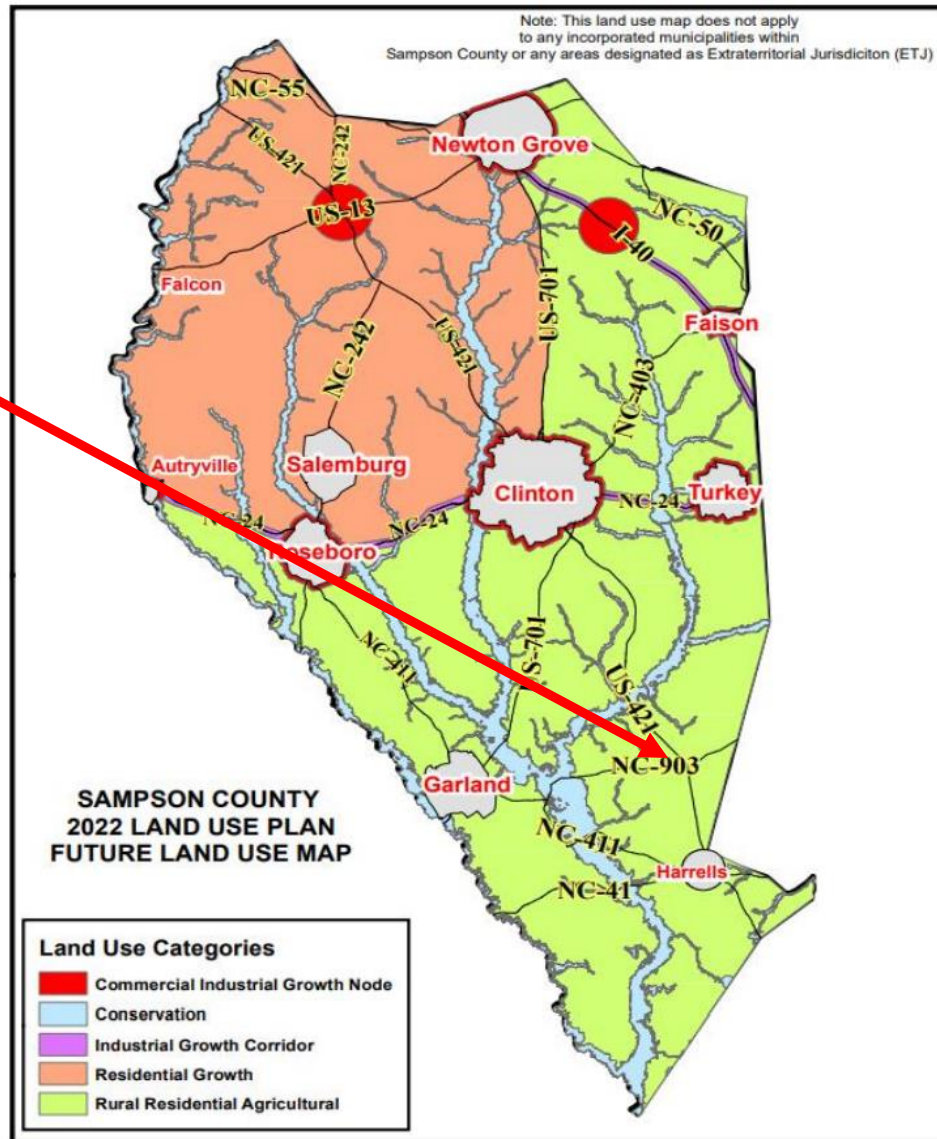 Note: This land use map does not apply
to any incorporated municipalities within
Sampson County or any areas designated as Extraterritorial Jurisdiciton (ETJ)
NC-55
US-421
NC-242
Newton Grove
US-13
NC-50
I-40
Falcon
US-701
Faison
NC-242
US-421
NC-403
Autryville
Salemburg
Clinton
NC-24
Turkey
NC-24
NC-24
Roseboro
NC-411
US-701
US-421
NC-903
Garland
SAMPSON COUNTY
2022 LAND USE PLAN
FUTURE LAND USE MAP
NC-411
Harrells
NC-41
Land Use Categories
Commercial Industrial Growth Node
Conservation
Industrial Growth Corridor
Residential Growth
Rural Residential Agricultural